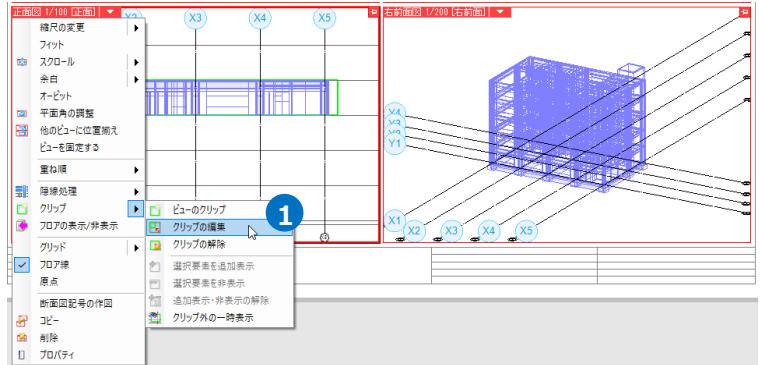 正面図 1/100 [正面]
右前面図 1/200 [右前面]
縮尺の変更
フィット
スクロール
余白
オービット
平面角の調整
他のビューに位置揃え
ビューを固定する
重ね順
陰線処理
クリップ
フロアの表示/非表示
グリッド
フロア線
原点
断面図記号の作図
コピー
削除
プロパティ
ビューのクリップ
クリップの編集
クリップの解除
選択要素を追加表示
選択要素を非表示
追加表示・非表示の解除
クリップ外の一時表示
1
X3
X4
X5
Y1
X1
X2
X3
X4
X5